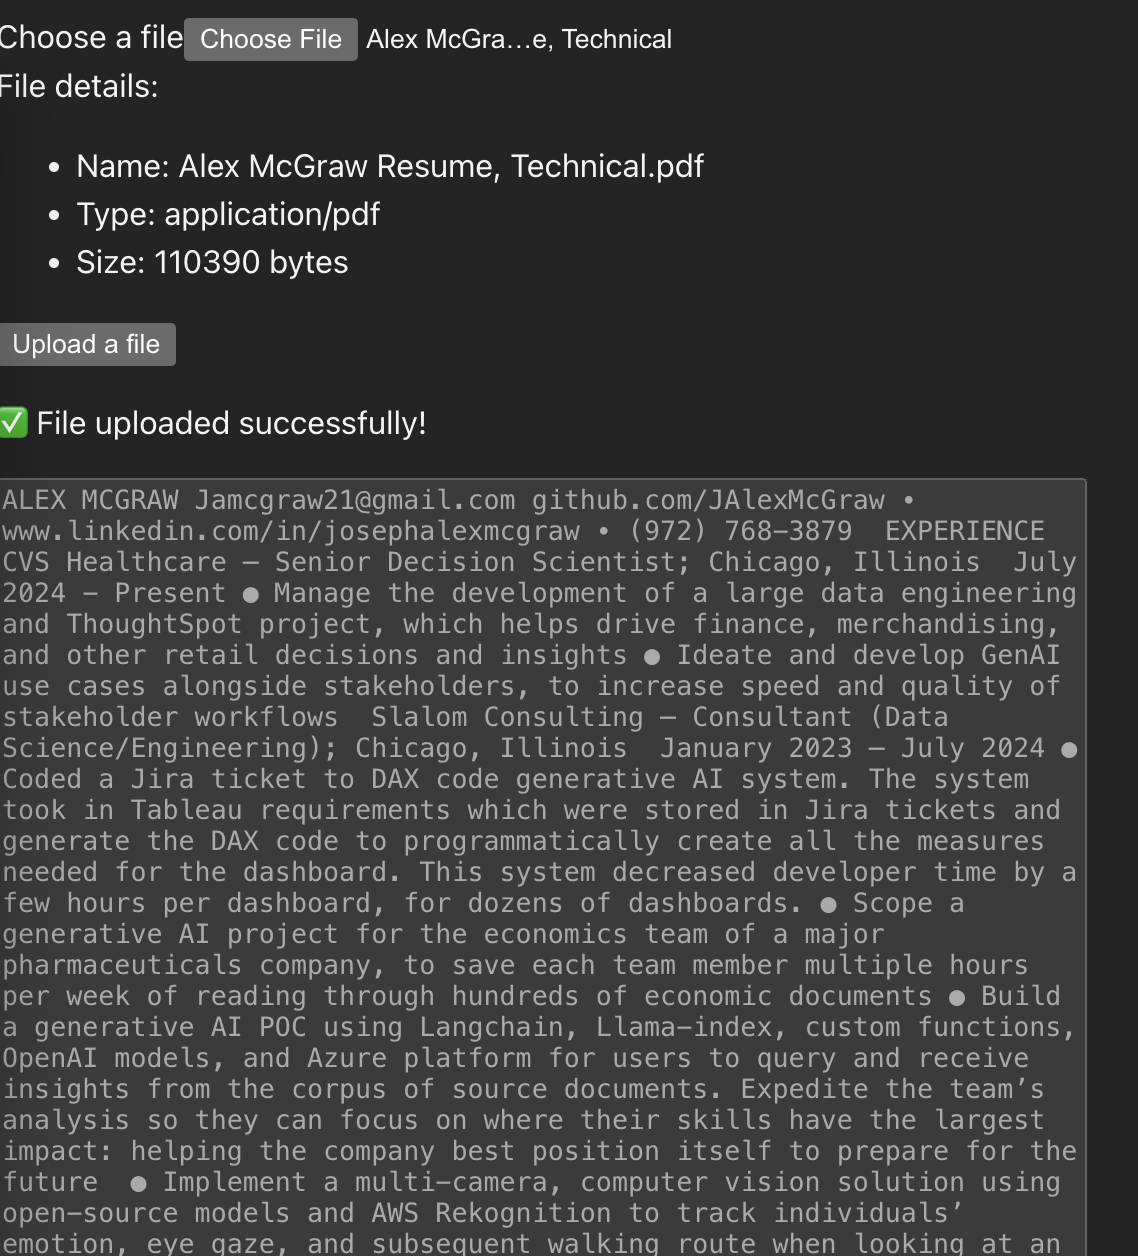 Choose a file Choose File Alex McGra…e, Technical
File details:
• Name: Alex McGraw Resume, Technical.pdf
• Type: application/pdf
• Size: 110390 bytes
Upload a file
✅ File uploaded successfully!
ALEX MCGRAW Jamcgraw21@gmail.com github.com/JAlexMcGraw •
www.linkedin.com/in/josephalexmcgraw • (972) 768–3879  EXPERIENCE
CVS Healthcare – Senior Decision Scientist; Chicago, Illinois  July
2024 – Present ● Manage the development of a large data engineering
and ThoughtSpot project, which helps drive finance, merchandising,
and other retail decisions and insights ● Ideate and develop GenAI
use cases alongside stakeholders, to increase speed and quality of
stakeholder workflows  Slalom Consulting – Consultant (Data
Science/Engineering); Chicago, Illinois  January 2023 – July 2024 ●
Coded a Jira ticket to DAX code generative AI system. The system
took in Tableau requirements which were stored in Jira tickets and
generate the DAX code to programmatically create all the measures
needed for the dashboard. This system decreased developer time by a
few hours per dashboard, for dozens of dashboards. ● Scope a
generative AI project for the economics team of a major
pharmaceuticals company, to save each team member multiple hours
per week of reading through hundreds of economic documents ● Build
a generative AI POC using Langchain, Llama–index, custom functions,
OpenAI models, and Azure platform for users to query and receive
insights from the corpus of source documents. Expedite the team’s
analysis so they can focus on where their skills have the largest
impact: helping the company best position itself to prepare for the
future  ● Implement a multi–camera, computer vision solution using
open–source models and AWS Rekognition to track individuals’
emotion, eye gaze, and subsequent walking route when looking at an